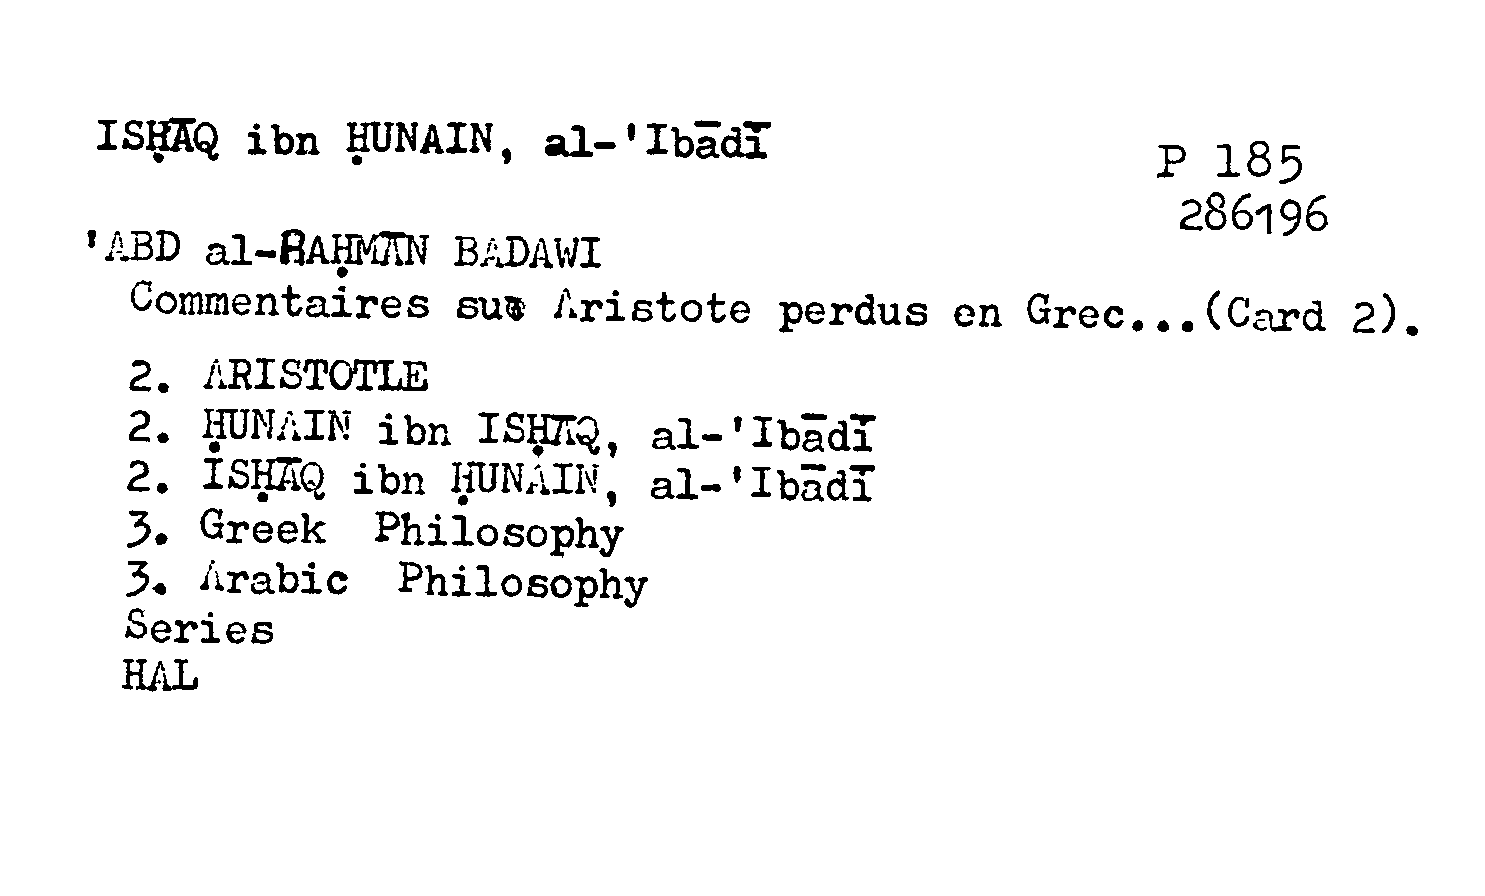 ISḤĀQ ibn ḤUNAIN, al-'Ibādī
P 185
286196
'ABD al-RAḤMĀN BADAWI
Commentaires sur Aristote perdus en Grec...(Card 2).
2. ARISTOTLE
2. ḤUNAIN ibn ISḤĀQ, al-'Ibādī
2. ISḤĀQ ibn ḤUNAIN, al-'Ibādī
3. Greek Philosophy
3. Arabic Philosophy
Series
HAL